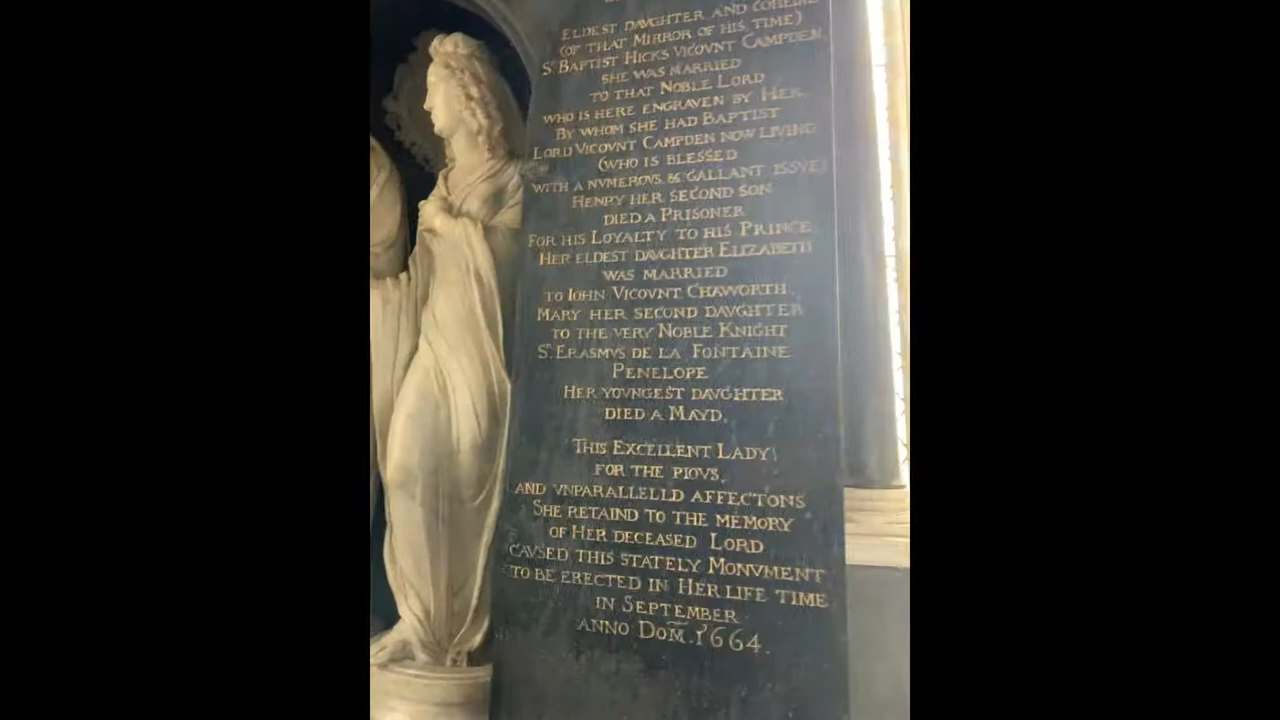 ELDEST DAVGHTER AND COHEIRE
(OF THAT MIRROR OF HIS TIME)
Sr BAPTIST HICKS VICOVNT CAMPDEN,
SHE WAS MARRIED
TO THAT NOBLE LORD
WHO IS HERE ENGRAVEN BY HER,
BY WHOM SHE HAD BAPTIST
LORD VICOVNT CAMPDEN NOW LIVING
(WHO IS BLESSED
WITH A NVMEROVS & GALLANT ISSVE)
HENRY HER SECOND SON
DIED A PRISONER
FOR HIS LOYALTY TO HIS PRINCE
HER ELDEST DAVGHTER ELIZABETH
WAS MARRIED
TO IOHN VICOVNT CHAWORTH
MARY HER SECOND DAVGHTER
TO THE VERY NOBLE KNIGHT
Sr. ERASMVS DE LA FONTAINE
PENELOPE
HER YOVNGEST DAVGHTER
DIED A MAYD.
THIS EXCELLENT LADY
FOR THE PIOVS,
AND VNPARALLELLD AFFECTONS
SHE RETAIND TO THE MEMORY
OF HER DECEASED LORD
CAVSED THIS STATELY MONVMENT
TO BE ERECTED IN HER LIFE TIME
IN SEPTEMBER
ANNO DOM̃. 1664.